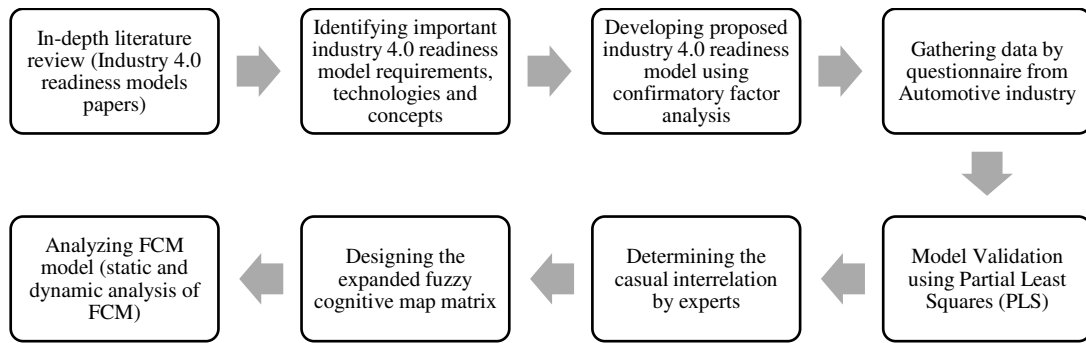 In-depth literature
review (Industry 4.0
readiness models
papers)
Identifying important
industry 4.0 readiness
model requirements,
technologies and
concepts
Developing proposed
industry 4.0 readiness
model using
confirmatory factor
analysis
Gathering data by
questionnaire from
Automotive industry
Model Validation
using Partial Least
Squares (PLS)
Determining the
casual interrelation
by experts
Designing the
expanded fuzzy
cognitive map matrix
Analyzing FCM
model (static and
dynamic analysis of
FCM)